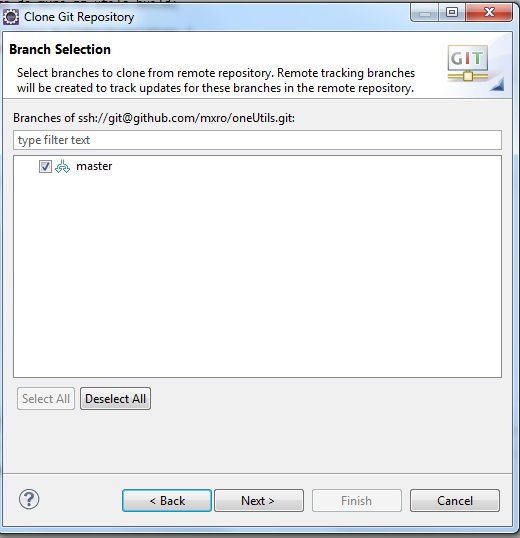 Clone Git Repository
Branch Selection
Select branches to clone from remote repository. Remote tracking branches
will be created to track updates for these branches in the remote repository.
GIT
Branches of ssh://git@github.com/mxro/oneUtils.git:
type filter text
master
Select All
Deselect All
?
< Back
Next >
Finish
Cancel